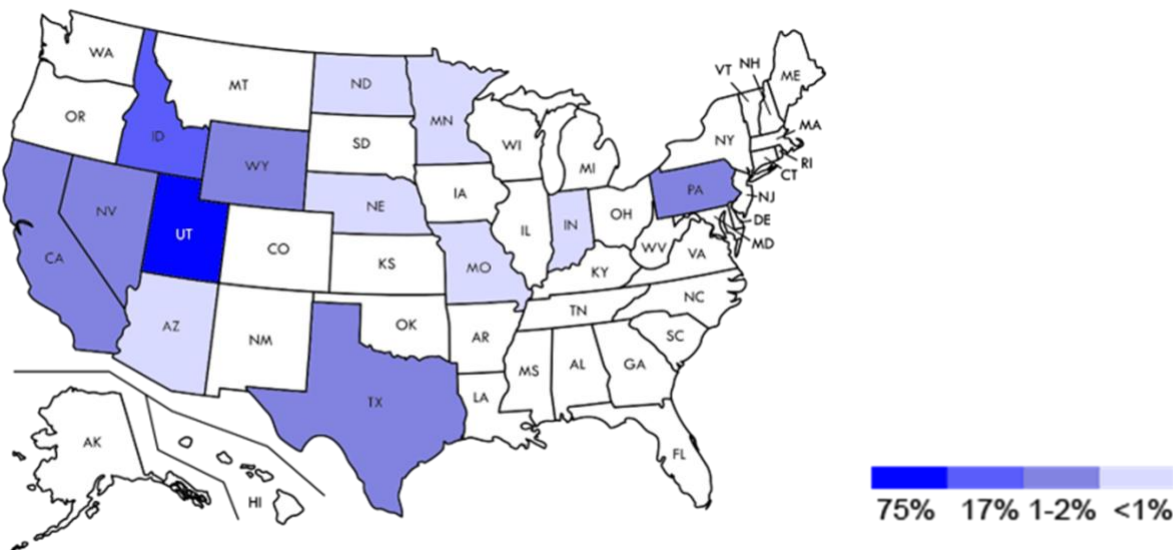 WA
MT
ND
MN
OR
ID
WY
SD
WI
MI
VT NH
ME
NY
MA
RI
CT
NV
UT
NE
IA
PA
NJ
CA
CO
KS
MO
IL
IN
OH
WV
VA
DE
MD
KY
AZ
NM
OK
AR
TN
NC
SC
TX
LA
MS
AL
GA
FL
AK
HI
75% 17% 1-2% <1%